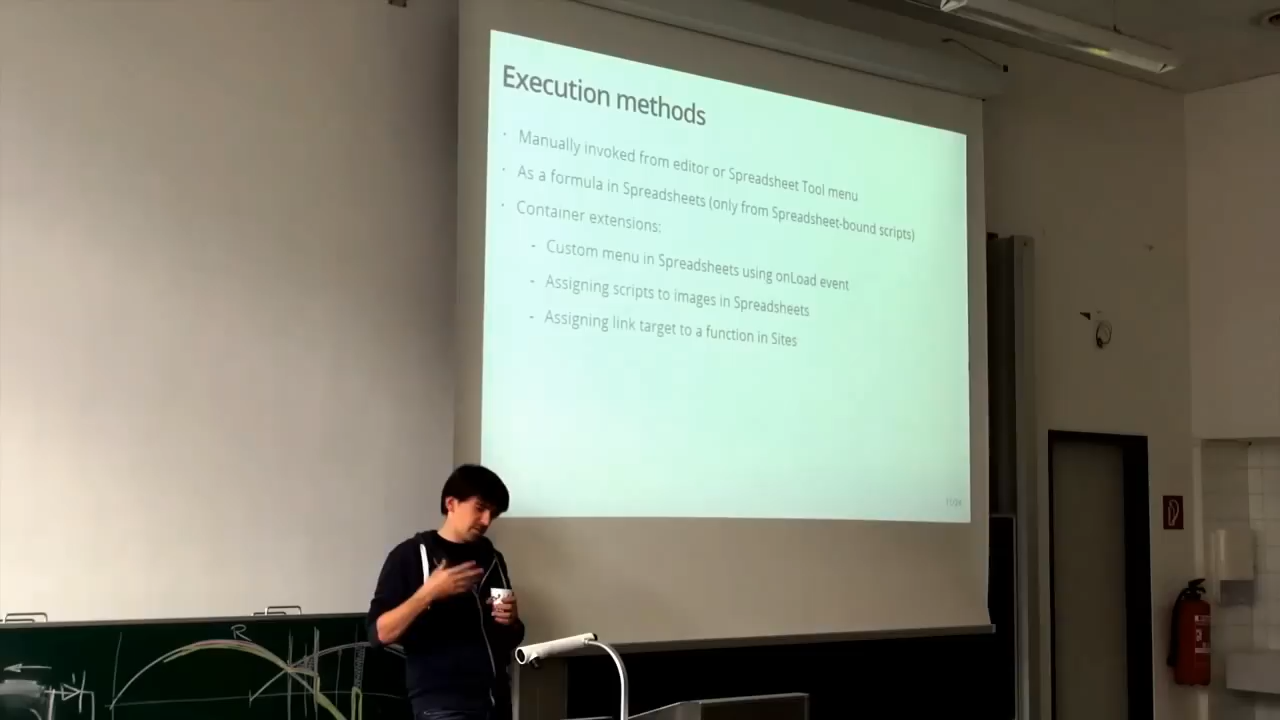 Execution methods
· Manually invoked from editor or Spreadsheet Tool menu
· As a formula in Spreadsheets (only from Spreadsheet-bound scripts)
· Container extensions:
- Custom menu in Spreadsheets using onLoad event
- Assigning scripts to images in Spreadsheets
- Assigning link target to a function in Sites
R